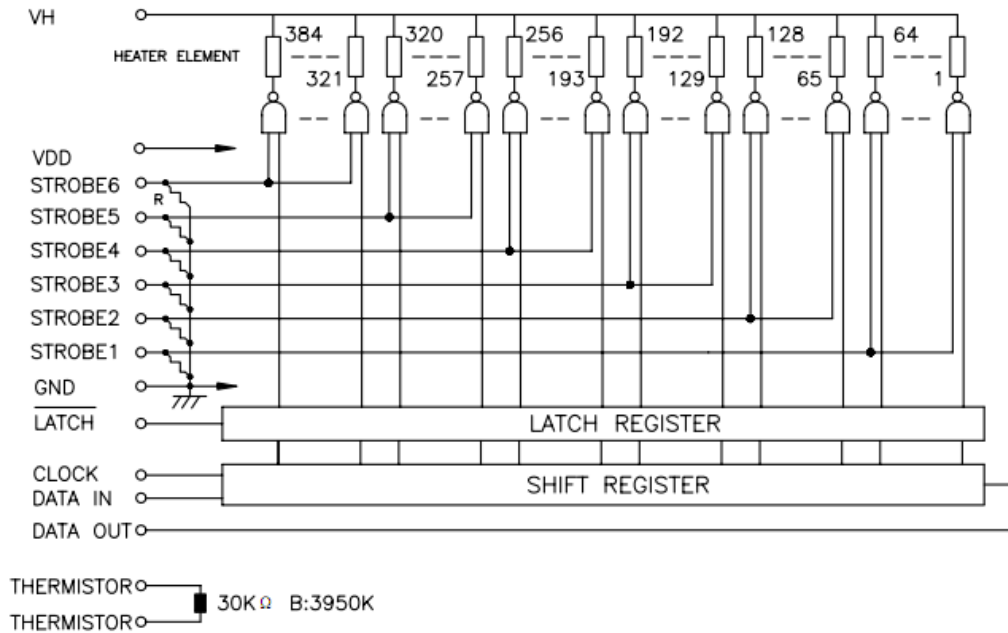 VH
384 320 256 192 128 64
HEATER ELEMENT
321 257 193 129 65 1
VDD
STROBE6
R
STROBE5
STROBE4
STROBE3
STROBE2
STROBE1
GND
LATCH
LATCH REGISTER
CLOCK
SHIFT REGISTER
DATA IN
DATA OUT
THERMISTOR
30KΩ B:3950K
THERMISTOR